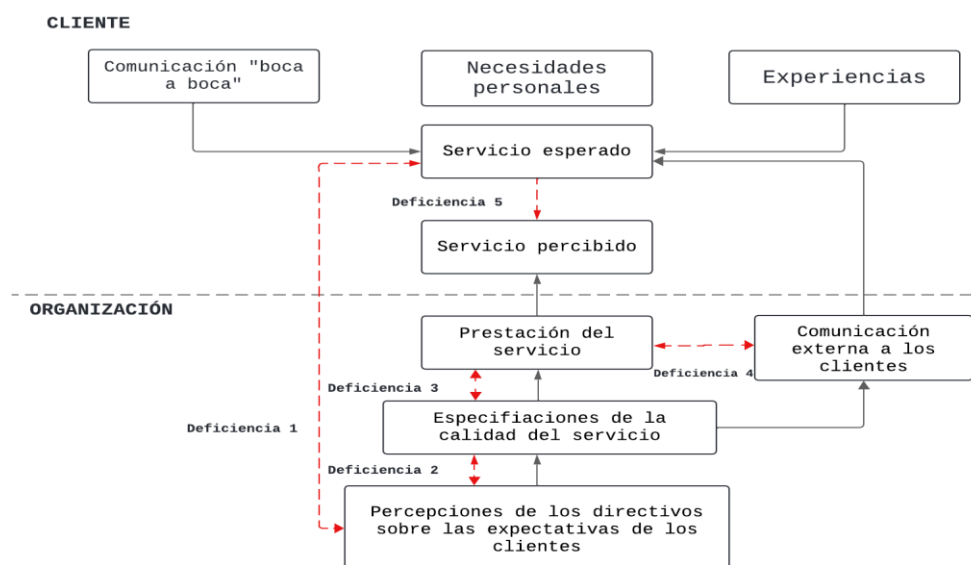 CLIENTE
Comunicación "boca
a boca"
Necesidades
personales
Experiencias
Servicio esperado
Deficiencia 5
Servicio percibido
ORGANIZACIÓN
Prestación del
servicio
Comunicación
externa a los
clientes
Deficiencia 4
Deficiencia 3
Especifiaciones de la
calidad del servicio
Deficiencia 1
Deficiencia 2
Percepciones de los directivos
sobre las expectativas de los
clientes